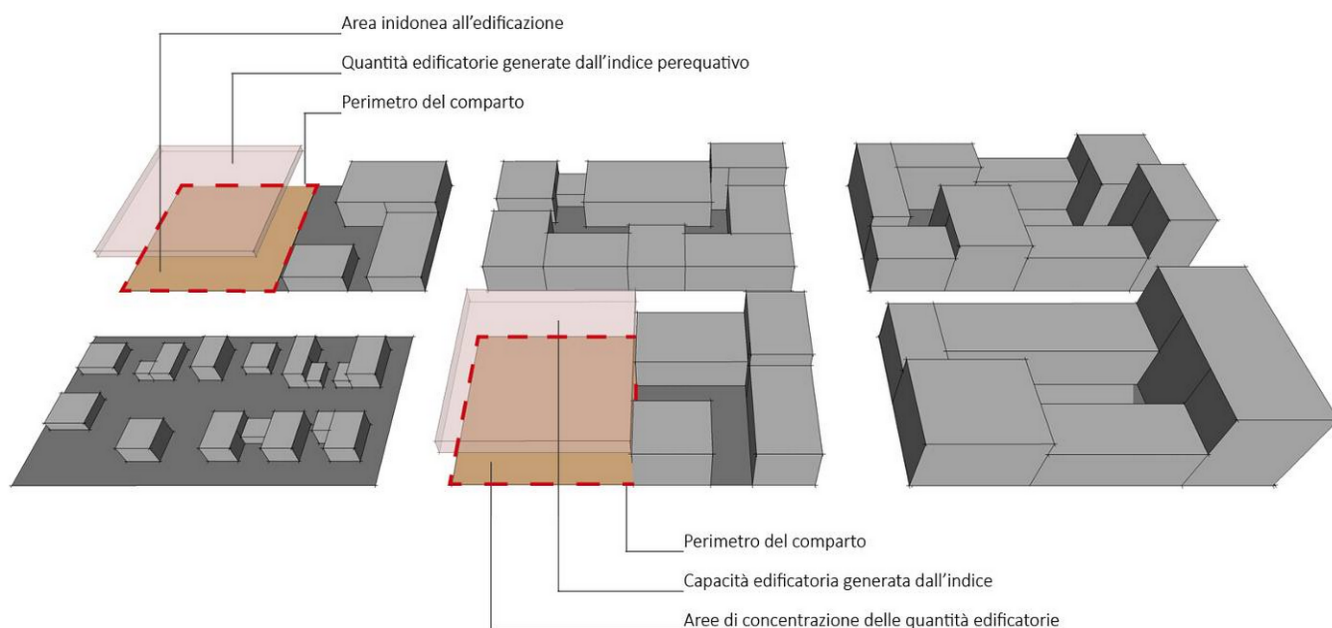 Area inidonea all'edificazione
Quantità edificatorie generate dall'indice perequativo
Perimetro del comparto
Perimetro del comparto
Capacità edificatoria generata dall'indice
Aree di concentrazione delle quantità edificatorie